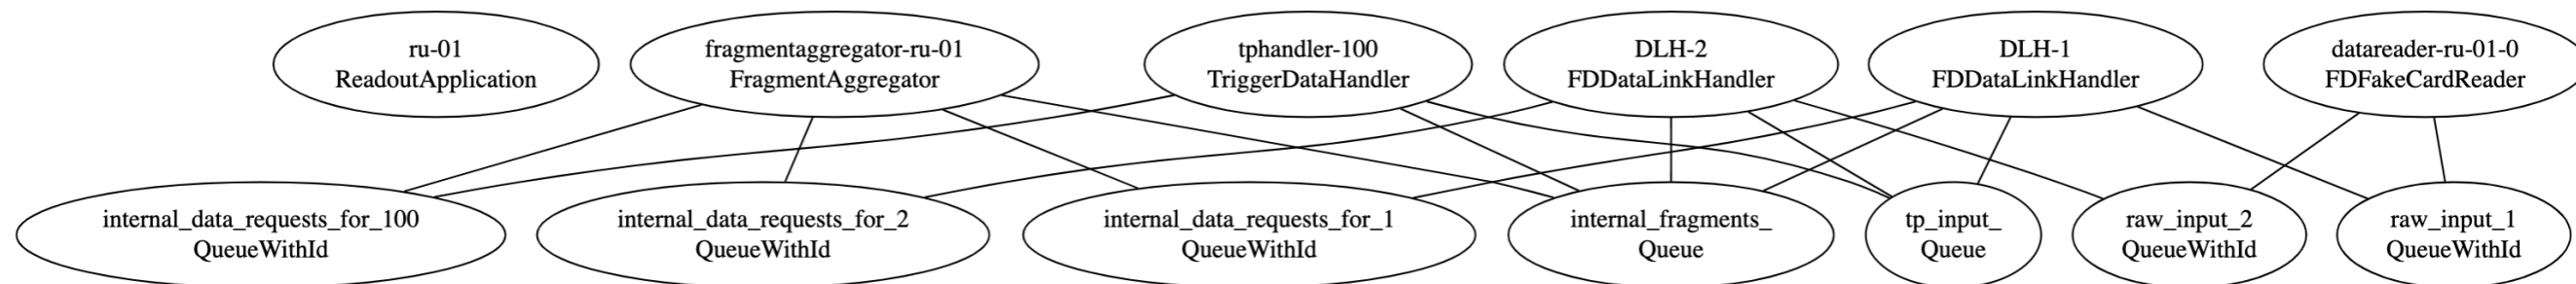 ru-01
ReadoutApplication
fragmentaggregator-ru-01
FragmentAggregator
tphandler-100
TriggerDataHandler
DLH-2
FDDataLinkHandler
DLH-1
FDDataLinkHandler
datareader-ru-01-0
FDFakeCardReader
internal_data_requests_for_100
QueueWithId
internal_data_requests_for_2
QueueWithId
internal_data_requests_for_1
QueueWithId
internal_fragments_
Queue
tp_input_
Queue
raw_input_2
QueueWithId
raw_input_1
QueueWithId